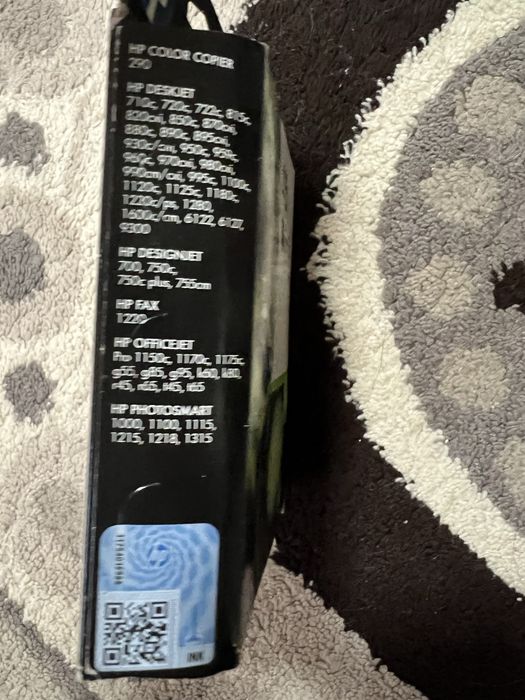 HP COLOR COPIER
290
HP DESKJET
710c, 720c, 722c, 815c,
820cxi, 850c, 870cxi,
880c, 890c, 895cxi,
930c/cm, 950c, 959c,
960c, 970cxi, 980cxi,
990cm/cxi, 995c, 1100c,
1120c, 1125c, 1180c,
1220c/ps, 1280,
1600c/cm, 6122, 6127,
9300
HP DESIGNJET
700, 750c,
750c plus, 755cm
HP FAX
1220
HP OFFICEJET
Pro 1150c, 1170c, 1175c,
g55, g85, g95, k60, k80,
r45, r65, t45, t65
HP PHOTOSMART
1000, 1100, 1115,
1215, 1218, 1315
INK